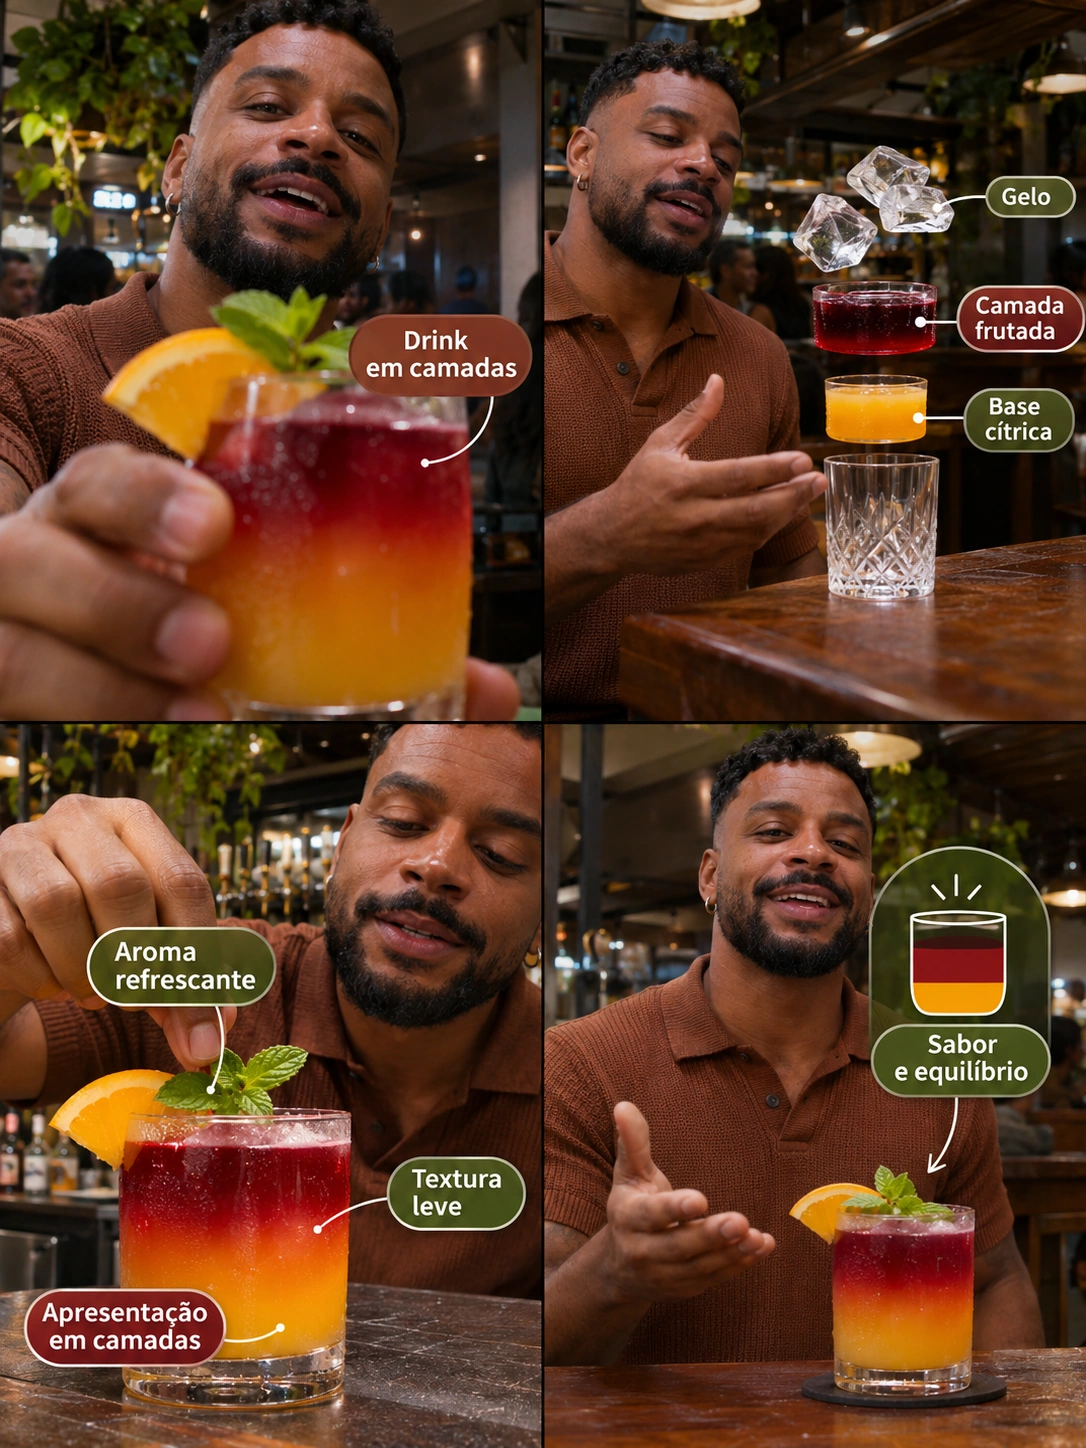 Drink
em camadas
Gelo
Camada
frutada
Base
cítrica
Aroma
refrescante
Textura
leve
Apresentação
em camadas
Sabor
e equilíbrio